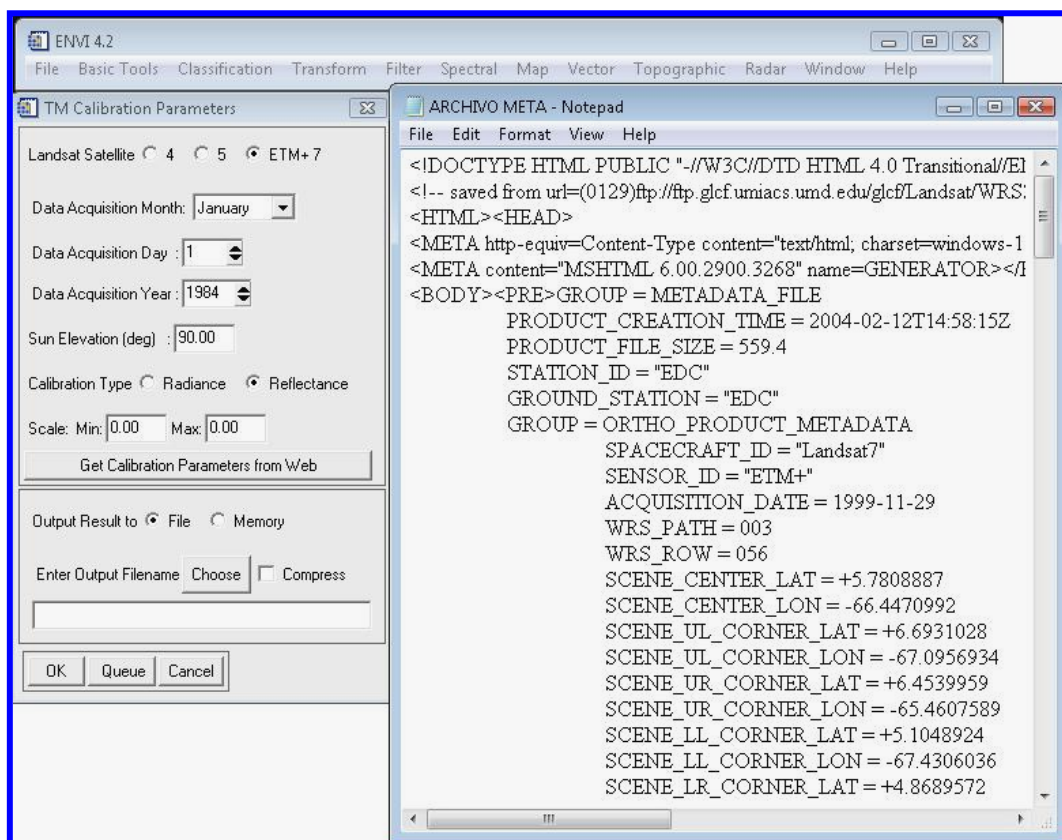 ENVI 4.2
File Basic Tools Classification Transform Filter Spectral Map Vector Topographic Radar Window Help
TM Calibration Parameters
Landsat Satellite 4 5 ETM+ 7
Data Acquisition Month: January
Data Acquisition Day : 1
Data Acquisition Year : 1984
Sun Elevation (deg) : 90.00
Calibration Type Radiance Reflectance
Scale: Min: 0.00 Max: 0.00
Get Calibration Parameters from Web
Output Result to File Memory
Enter Output Filename Choose Compress
OK Queue Cancel
ARCHIVO META - Notepad
File Edit Format View Help
<!DOCTYPE HTML PUBLIC "-//W3C//DTD HTML 4.0 Transitional//EI
<!-- saved from url=(0129)ftp://ftp.glcf.umiacs.umd.edu/glcf/Landsat/WRS:
<HTML><HEAD>
<META http-equiv=Content-Type content="text/html; charset=windows-1
<META content="MSHTML 6.00.2900.3268" name=GENERATOR></I
<BODY><PRE>GROUP = METADATA_FILE
PRODUCT_CREATION_TIME = 2004-02-12T14:58:15Z
PRODUCT_FILE_SIZE = 559.4
STATION_ID = "EDC"
GROUND_STATION = "EDC"
GROUP = ORTHO_PRODUCT_METADATA
SPACECRAFT_ID = "Landsat7"
SENSOR_ID = "ETM+"
ACQUISITION_DATE = 1999-11-29
WRS_PATH = 003
WRS_ROW = 056
SCENE_CENTER_LAT = +5.7808887
SCENE_CENTER_LON = -66.4470992
SCENE_UL_CORNER_LAT = +6.6931028
SCENE_UL_CORNER_LON = -67.0956934
SCENE_UR_CORNER_LAT = +6.4539959
SCENE_UR_CORNER_LON = -65.4607589
SCENE_LL_CORNER_LAT = +5.1048924
SCENE_LL_CORNER_LON = -67.4306036
SCENE_LR_CORNER_LAT = +4.8689572